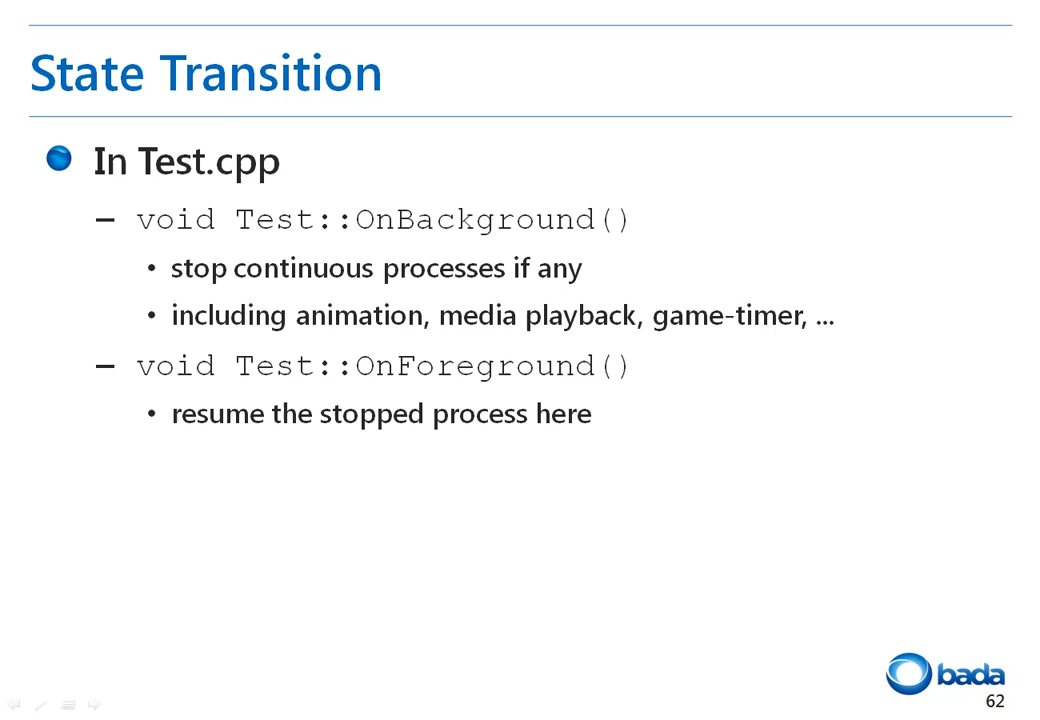 State Transition
In Test.cpp
– void Test::OnBackground()
• stop continuous processes if any
• including animation, media playback, game-timer, ...
– void Test::OnForeground()
• resume the stopped process here
bada
62